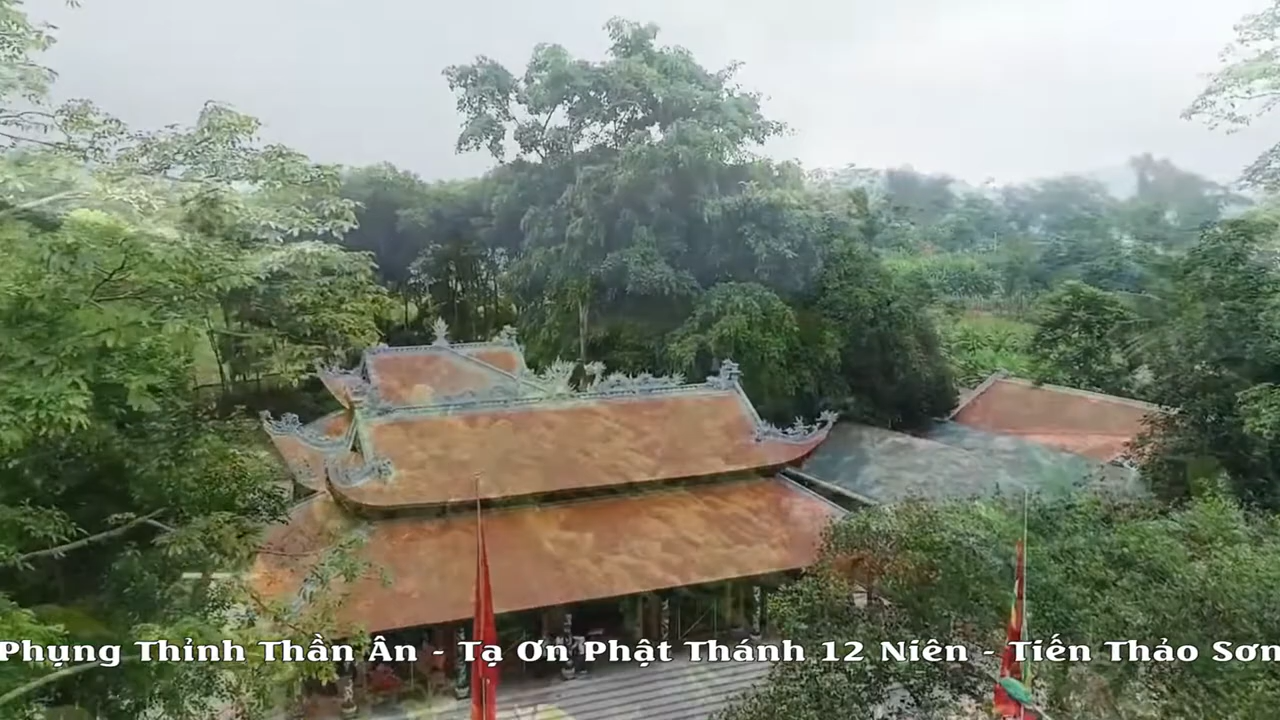 Phụng Thỉnh Thần Ân - Tạ Ơn Phật Thánh 12 Niên - Tiến Thảo Sơn